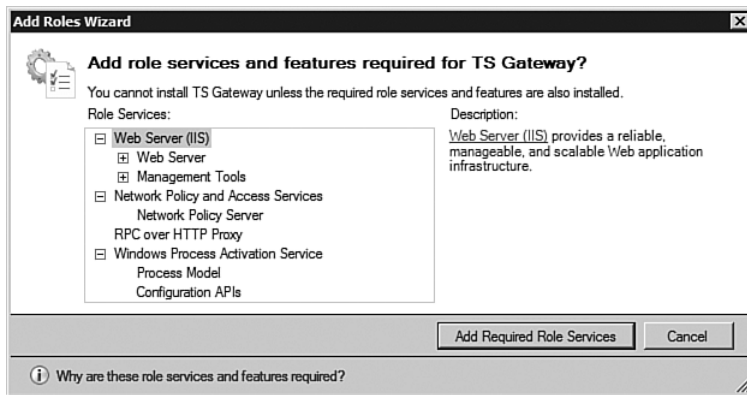 Add Roles Wizard
Add role services and features required for TS Gateway?
You cannot install TS Gateway unless the required role services and features are also installed.
Role Services:
Web Server (IIS)
Web Server
Management Tools
Network Policy and Access Services
Network Policy Server
RPC over HTTP Proxy
Windows Process Activation Service
Process Model
Configuration APIs
Description:
Web Server (IIS) provides a reliable,
manageable, and scalable Web application
infrastructure.
Add Required Role Services
Cancel
Why are these role services and features required?